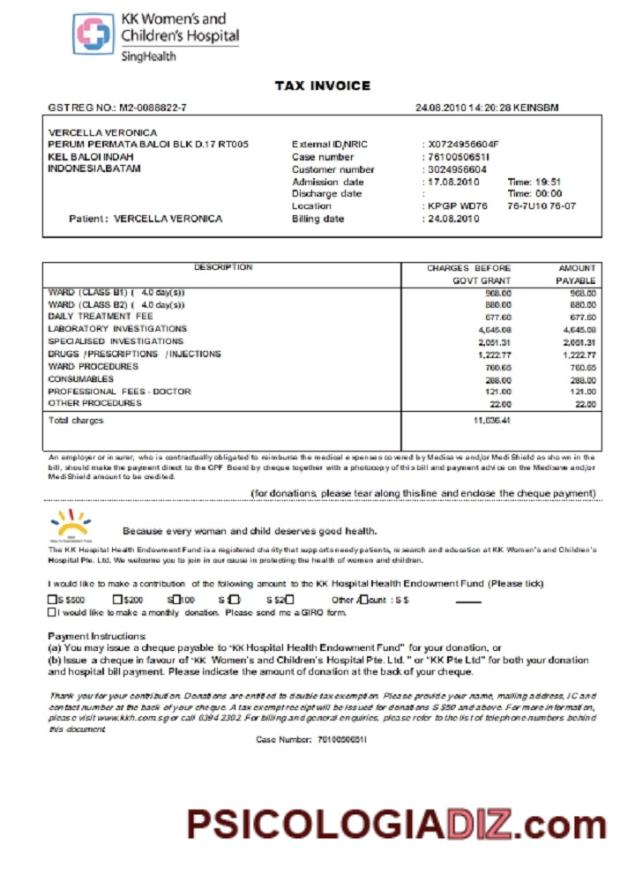 KK Women's and
Children's Hospital
SingHealth
TAX INVOICE
GST REG NO.: M2-0088822-7 24.08.2010 14:20:28 KEINSBM
VERCELLA VERONICA
PERUM PERMATA BALOI BLK D.17 RT005 External ID,NRIC : X0724956604F
KEL BALOI INDAH Case number : 7610050651I
INDONESIA,BATAM Customer number : 3024956604
Admission date : 17.08.2010 Time: 19:51
Discharge date : Time: 00:00
Location : KPGP WD76 76-7U10 76-07
Patient : VERCELLA VERONICA Billing date : 24.08.2010
DESCRIPTION CHARGES BEFORE AMOUNT
GOVT GRANT PAYABLE
WARD (CLASS B1) ( 4.0 day(s)) 968.00 968.00
WARD (CLASS B2) ( 4.0 day(s)) 880.00 880.00
DAILY TREATMENT FEE 677.60 677.60
LABORATORY INVESTIGATIONS 4,645.08 4,645.08
SPECIALISED INVESTIGATIONS 2,051.31 2,051.31
DRUGS / PRESCRIPTIONS / INJECTIONS 1,222.77 1,222.77
WARD PROCEDURES 760.65 760.65
CONSUMABLES 288.00 288.00
PROFESSIONAL FEES - DOCTOR 121.00 121.00
OTHER PROCEDURES 22.00 22.00
Total charges 11,636.41
An employer or insurer, who is contractually obligated to reimburse the medical expenses covered by Medisave and/or MediShield as shown in the
bill, should make the payment direct to the CPF Board by cheque together with a photocopy of this bill and payment advice on the Medisave and/or
MediShield amount to be credited.
(for donations, please tear along this line and enclose the cheque payment)
Because every woman and child deserves good health.
The KK Hospital Health Endowment Fund is a registered charity that supports needy patients, research and education at KK Women's and Children's
Hospital Pte. Ltd. We welcome you to join in our cause in protecting the health of women and children.
I would like to make a contribution of the following amount to the KK Hospital Health Endowment Fund (Please tick)
S $500 $200 S 100 S $ S $2 Other Amount : S $
I would like to make a monthly donation. Please send me a GIRO form.
Payment Instructions:
(a) You may issue a cheque payable to "KK Hospital Health Endowment Fund" for your donation, or
(b) Issue a cheque in favour of "KK Women's and Children's Hospital Pte. Ltd. " or "KK Pte Ltd" for both your donation
and hospital bill payment. Please indicate the amount of donation at the back of your cheque.
Thank you for your contribution. Donations are entitled to double tax exemption. Please provide your name, mailing address, IC and
contact number at the back of your cheque. A tax exempt receipt will be issued for donations S $50 and above. For more information,
please visit www.kkh.com.sg or call 6394 2302. For billing and general enquiries, please refer to the list of telephone numbers behind
this document
Case Number: 7610050651I
PSICOLOGIADIZ.com